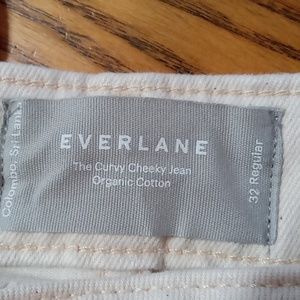 EVERLANE
The Curvy Cheeky Jean
Organic Cotton
Colombo, Sri Lanka
32 Regular